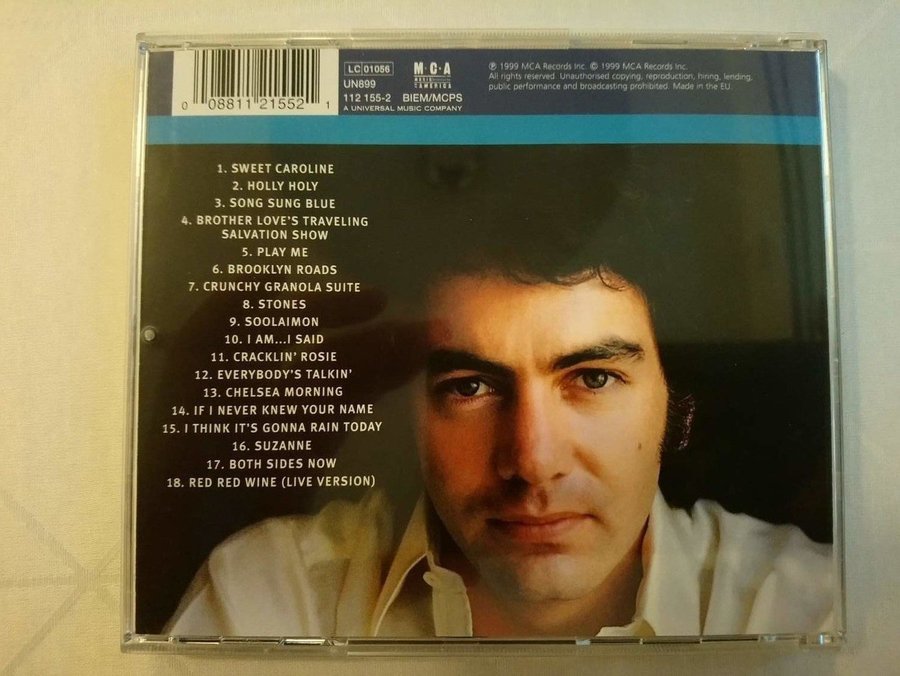 0 08811 21552 1
LC 01056
UN899
112 155-2 BIEM/MCPS
A UNIVERSAL MUSIC COMPANY
M·C·A
MUSIC
AMERICA
℗ 1999 MCA Records Inc. © 1999 MCA Records Inc.
All rights reserved. Unauthorised copying, reproduction, hiring, lending,
public performance and broadcasting prohibited. Made in the EU
1. SWEET CAROLINE
2. HOLLY HOLY
3. SONG SUNG BLUE
4. BROTHER LOVE'S TRAVELING
SALVATION SHOW
5. PLAY ME
6. BROOKLYN ROADS
7. CRUNCHY GRANOLA SUITE
8. STONES
9. SOOLAIMON
10. I AM...I SAID
11. CRACKLIN' ROSIE
12. EVERYBODY'S TALKIN'
13. CHELSEA MORNING
14. IF I NEVER KNEW YOUR NAME
15. I THINK IT'S GONNA RAIN TODAY
16. SUZANNE
17. BOTH SIDES NOW
18. RED RED WINE (LIVE VERSION)